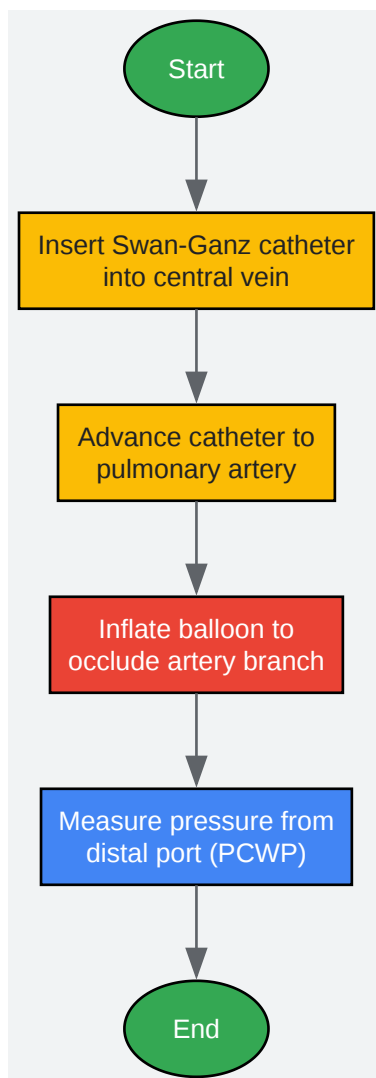 Start
Insert Swan-Ganz catheter
into central vein
Advance catheter to
pulmonary artery
Inflate balloon to
occlude artery branch
Measure pressure from
distal port (PCWP)
End